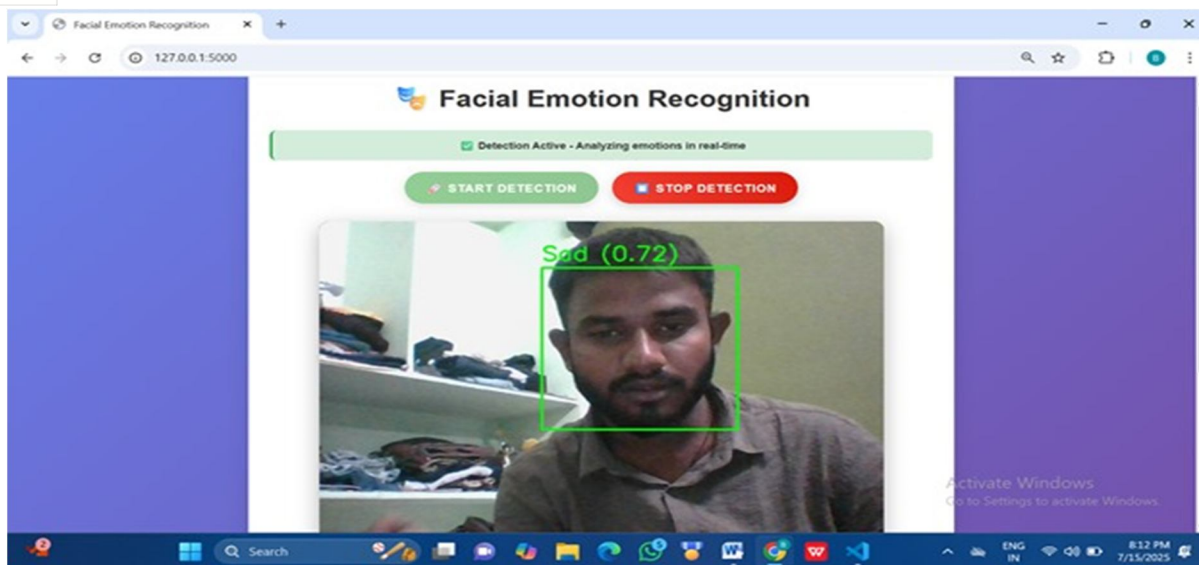 Facial Emotion Recognition
127.0.0.1:5000
B
Facial Emotion Recognition
Detection Active - Analyzing emotions in real-time
START DETECTION
STOP DETECTION
Sad (0.72)
Activate Windows
Go to Settings to activate Windows.
2
Search
ENG
IN
8:12 PM
7/15/2025